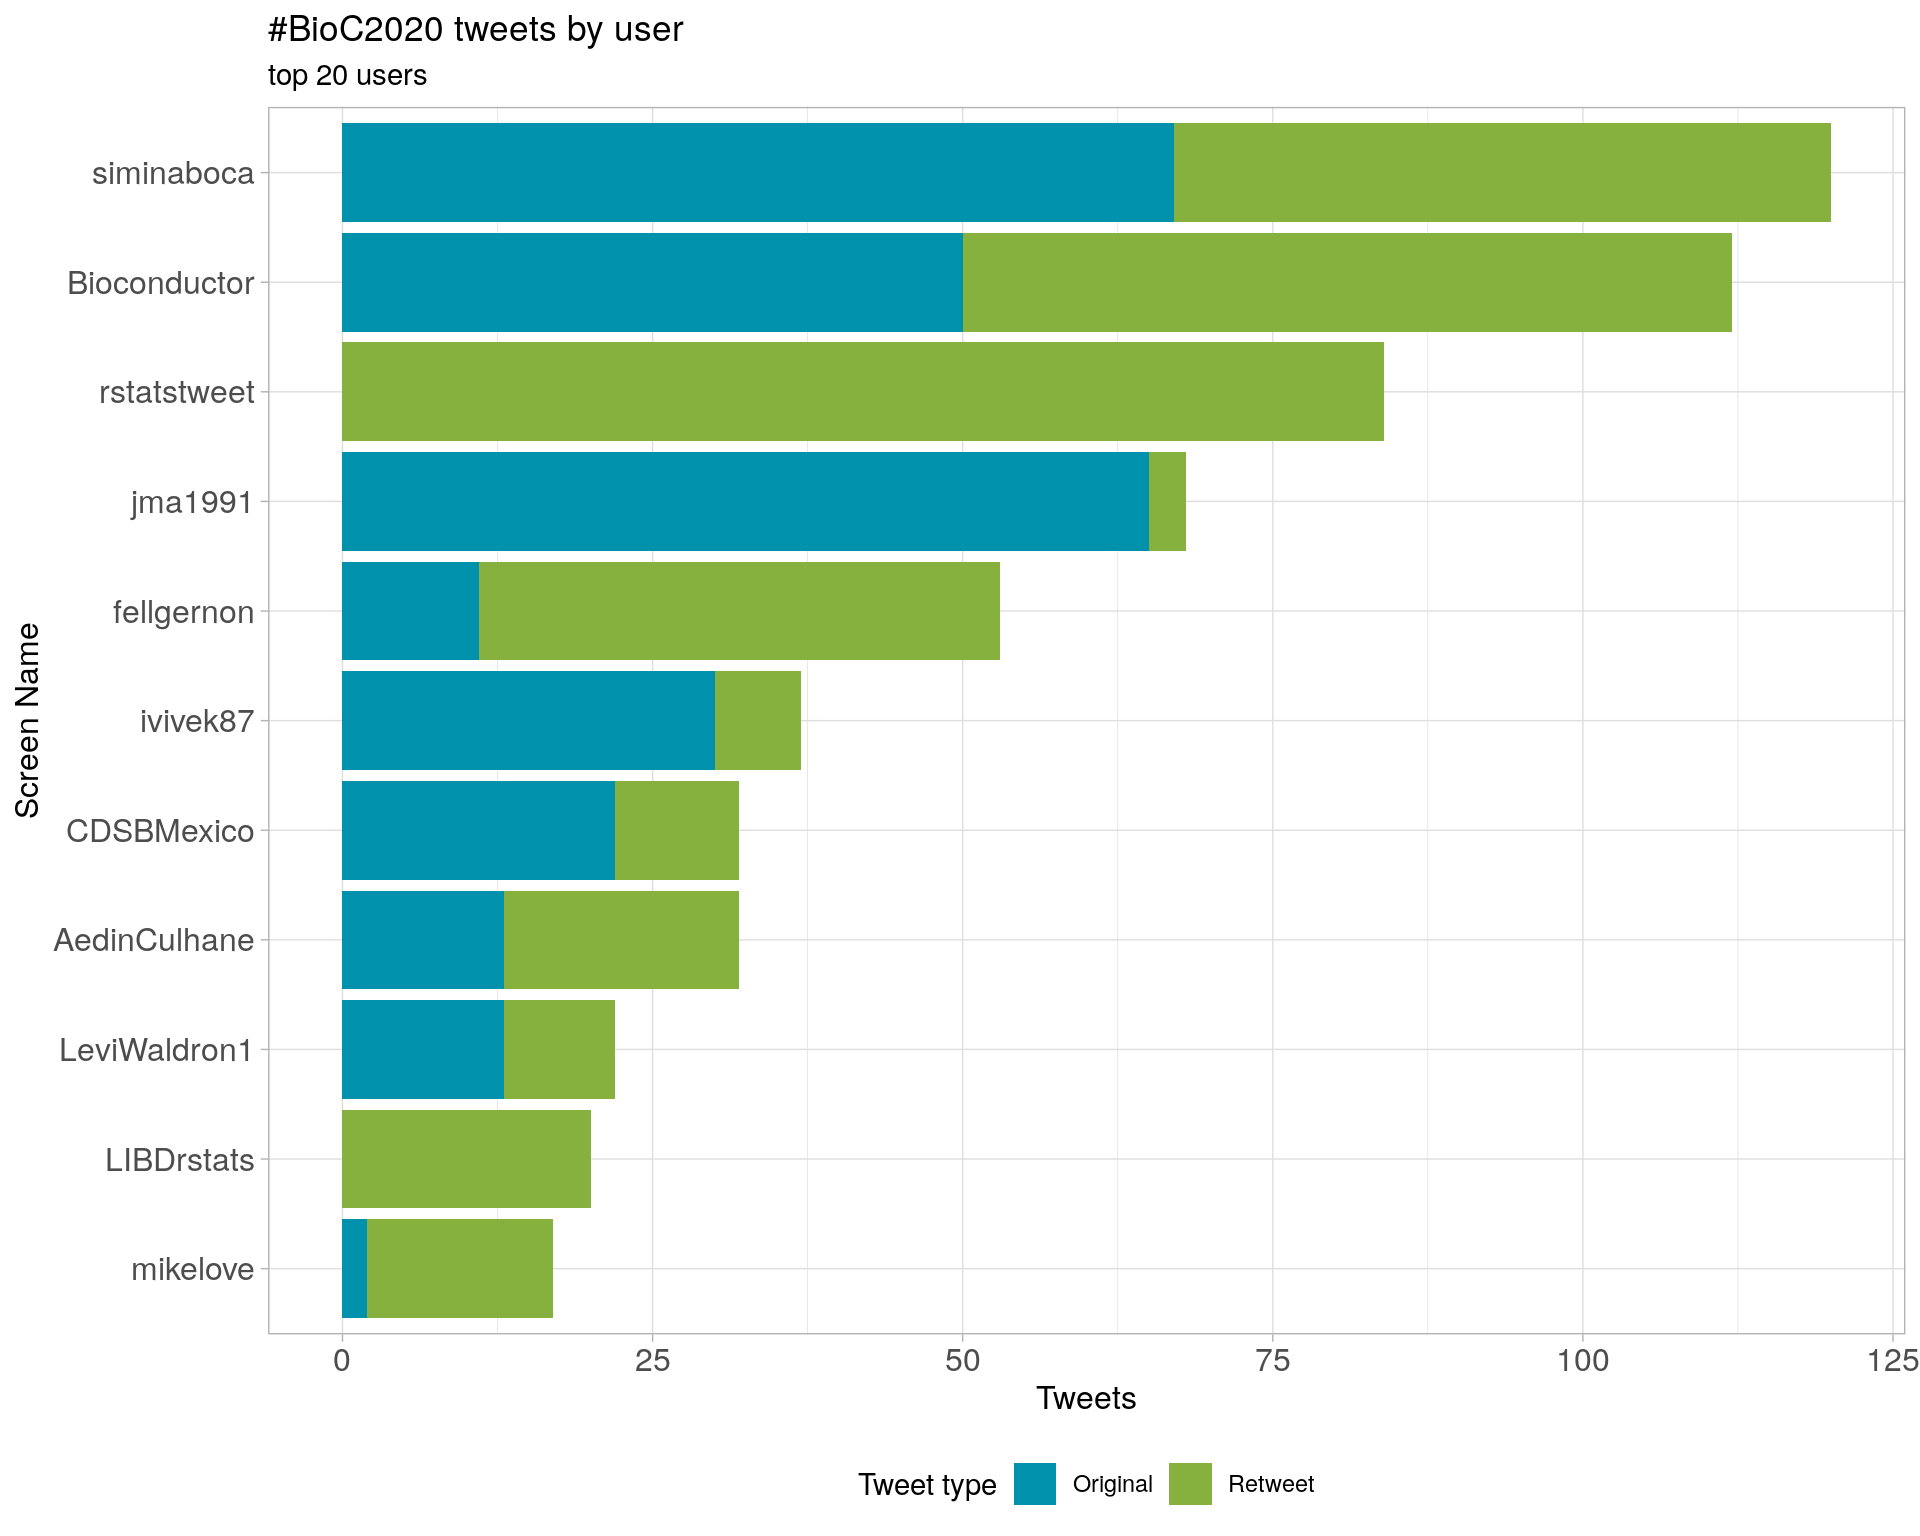 #BioC2020 tweets by user
top 20 users
Screen Name
siminaboca
Bioconductor
rstatstweet
jma1991
fellgernon
ivivek87
CDSBMexico
AedinCulhane
LeviWaldron1
LIBDrstats
mikelove
0 25 50 75 100 125
Tweets
Tweet type Original Retweet